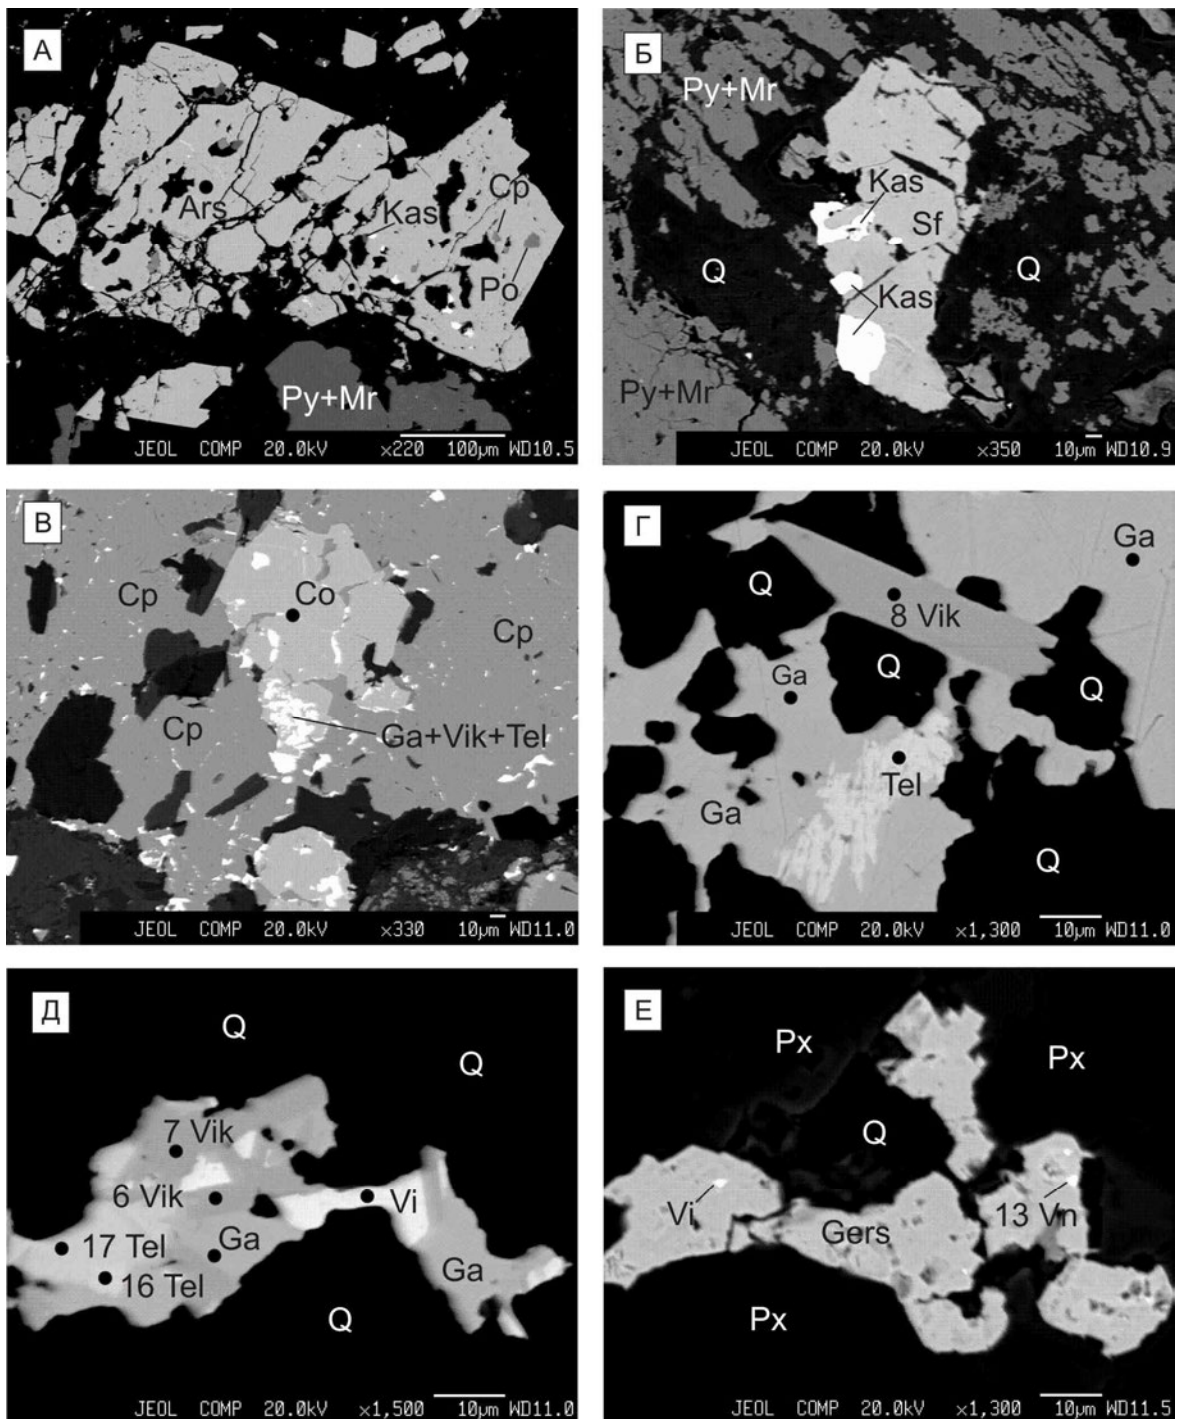 А
Ars
Kas
Cp
Po
Py+Mr
JEOL COMP 20.0kV ×220 100µm WD10.5
Б
Py+Mr
Kas
Sf
Q
Q
Kas
Py+Mr
JEOL COMP 20.0kV ×350 10µm WD10.9
В
Cp
Co
Cp
Cp
Ga+Vik+Tel
JEOL COMP 20.0kV ×330 10µm WD11.0
Г
Ga
Q
8 Vik
Ga
Q
Q
Tel
Ga
Q
JEOL COMP 20.0kV ×1,300 10µm WD11.0
Д
Q
Q
7 Vik
6 Vik
Vi
17 Tel
Ga
16 Tel
Ga
Q
JEOL COMP 20.0kV ×1,500 10µm WD11.0
Е
Px
Px
Q
Vi
Gers
13 Vn
Px
JEOL COMP 20.0kV ×1,300 10µm WD11.5